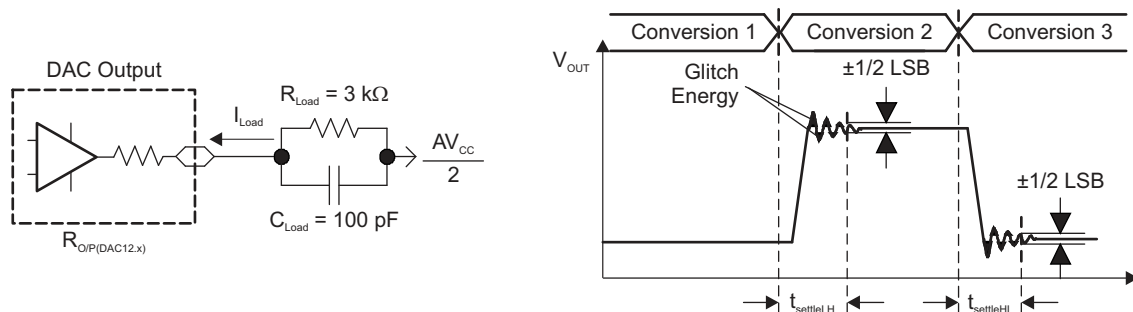 DAC Output
I_Load
R_Load = 3 kΩ
AV_CC
2
C_Load = 100 pF
R_O/P(DAC12.x)
Conversion 1
Conversion 2
Conversion 3
V_OUT
Glitch
Energy
±1/2 LSB
±1/2 LSB
t_settleLH
t_settleHL